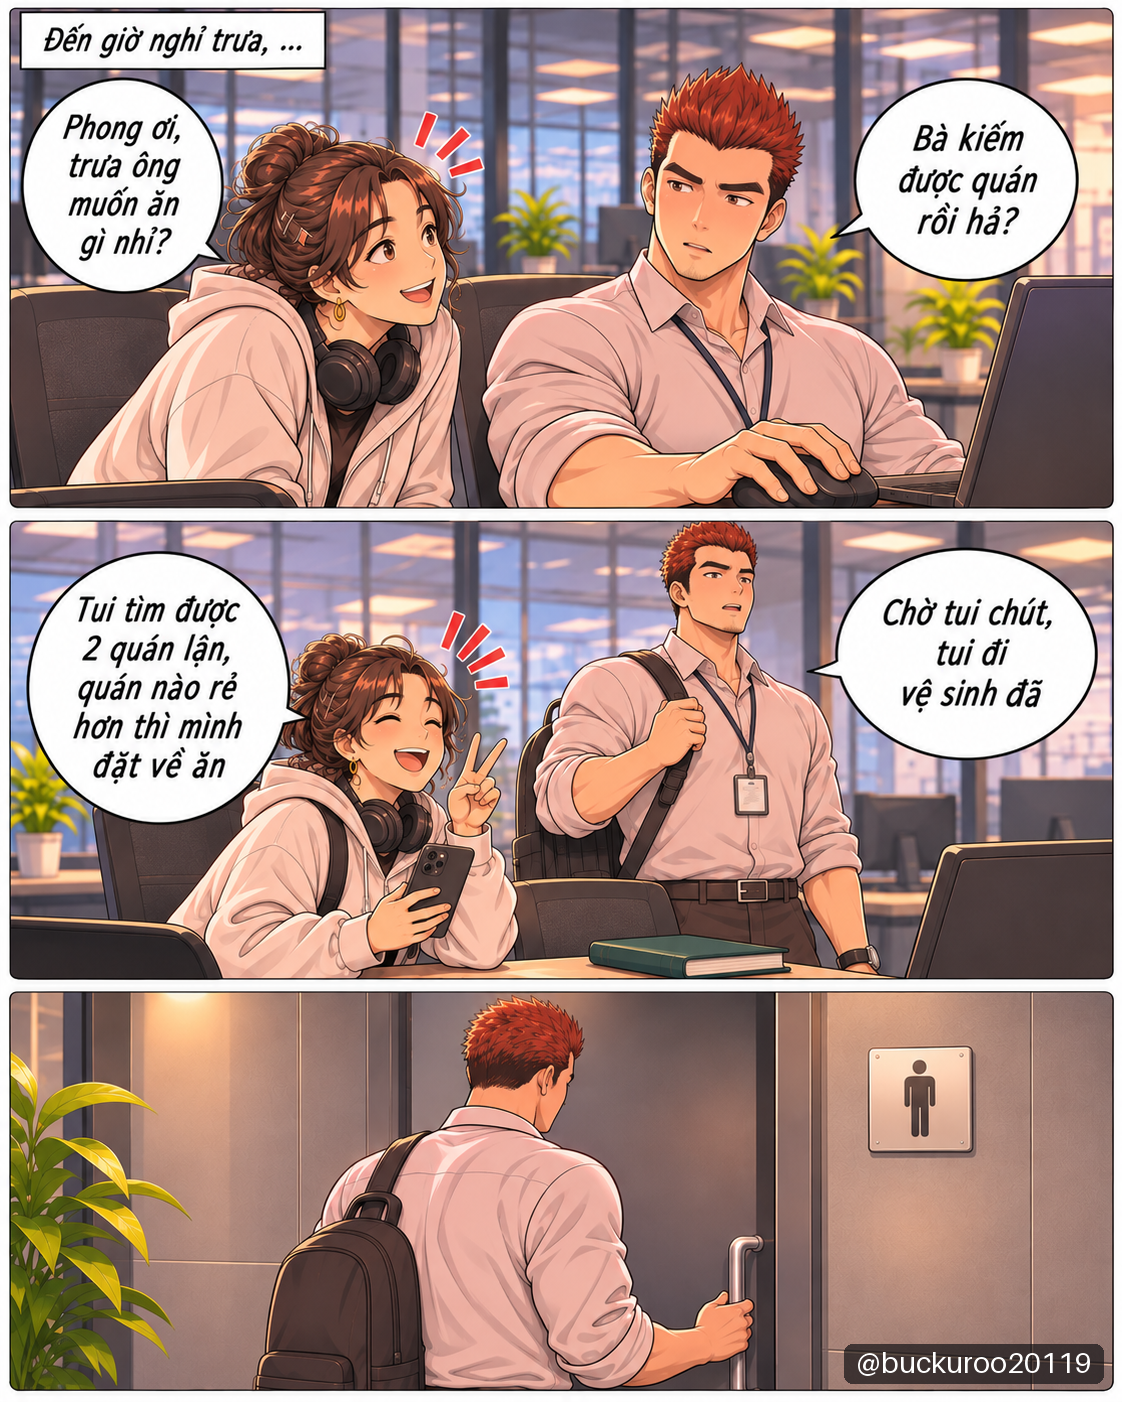 Đến giờ nghỉ trưa, ...
Phong ơi,
trưa ông
muốn ăn
gì nhỉ?
Bà kiếm
được quán
rồi hả?
Tui tìm được
2 quán lận,
quán nào rẻ
hơn thì mình
đặt về ăn
Chờ tui chút,
tui đi
vệ sinh đã
@buckuroo20119